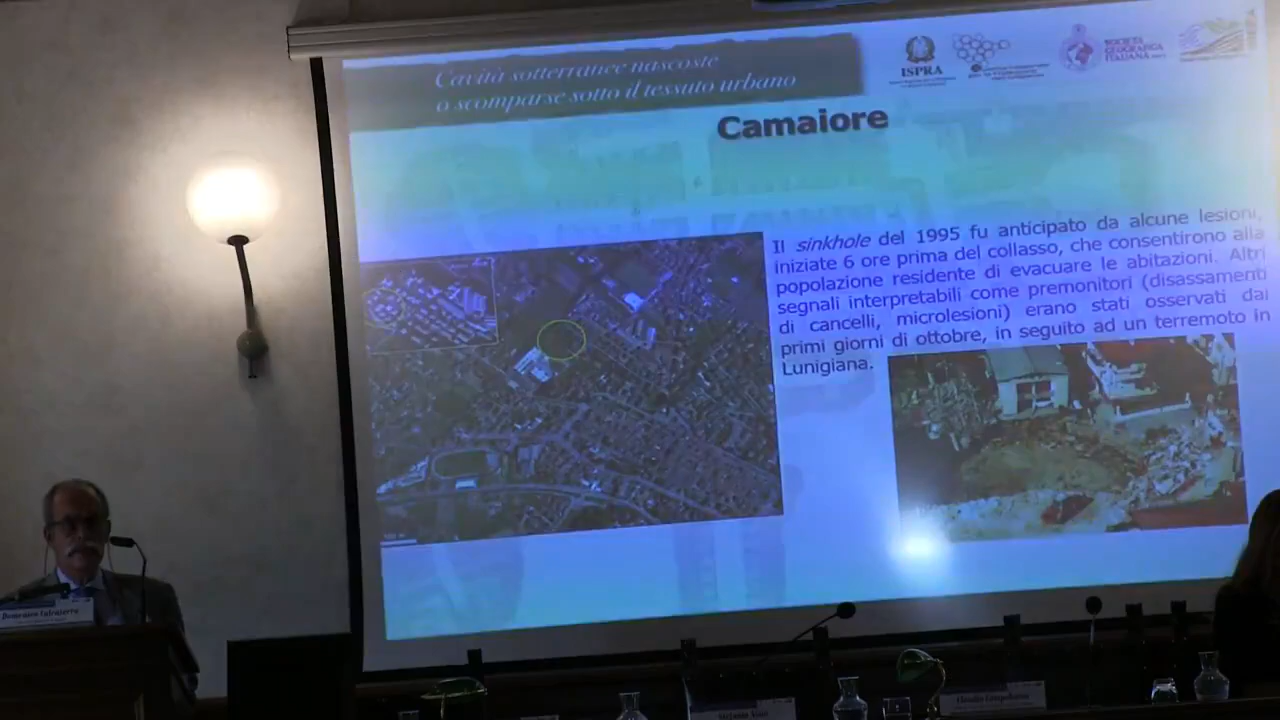 Cavità sotterranee nascoste
o scomparse sotto il tessuto urbano
ISPRA
SOCIETÀ
GEOGRAFICA
ITALIANA
Camaiore
Il sinkhole del 1995 fu anticipato da alcune lesioni,
iniziate 6 ore prima del collasso, che consentirono alla
popolazione residente di evacuare le abitazioni. Altri
segnali interpretabili come premonitori (disassamenti
di cancelli, microlesioni) erano stati osservati dai
primi giorni di ottobre, in seguito ad un terremoto in
Lunigiana.
Domenico Calcaterra